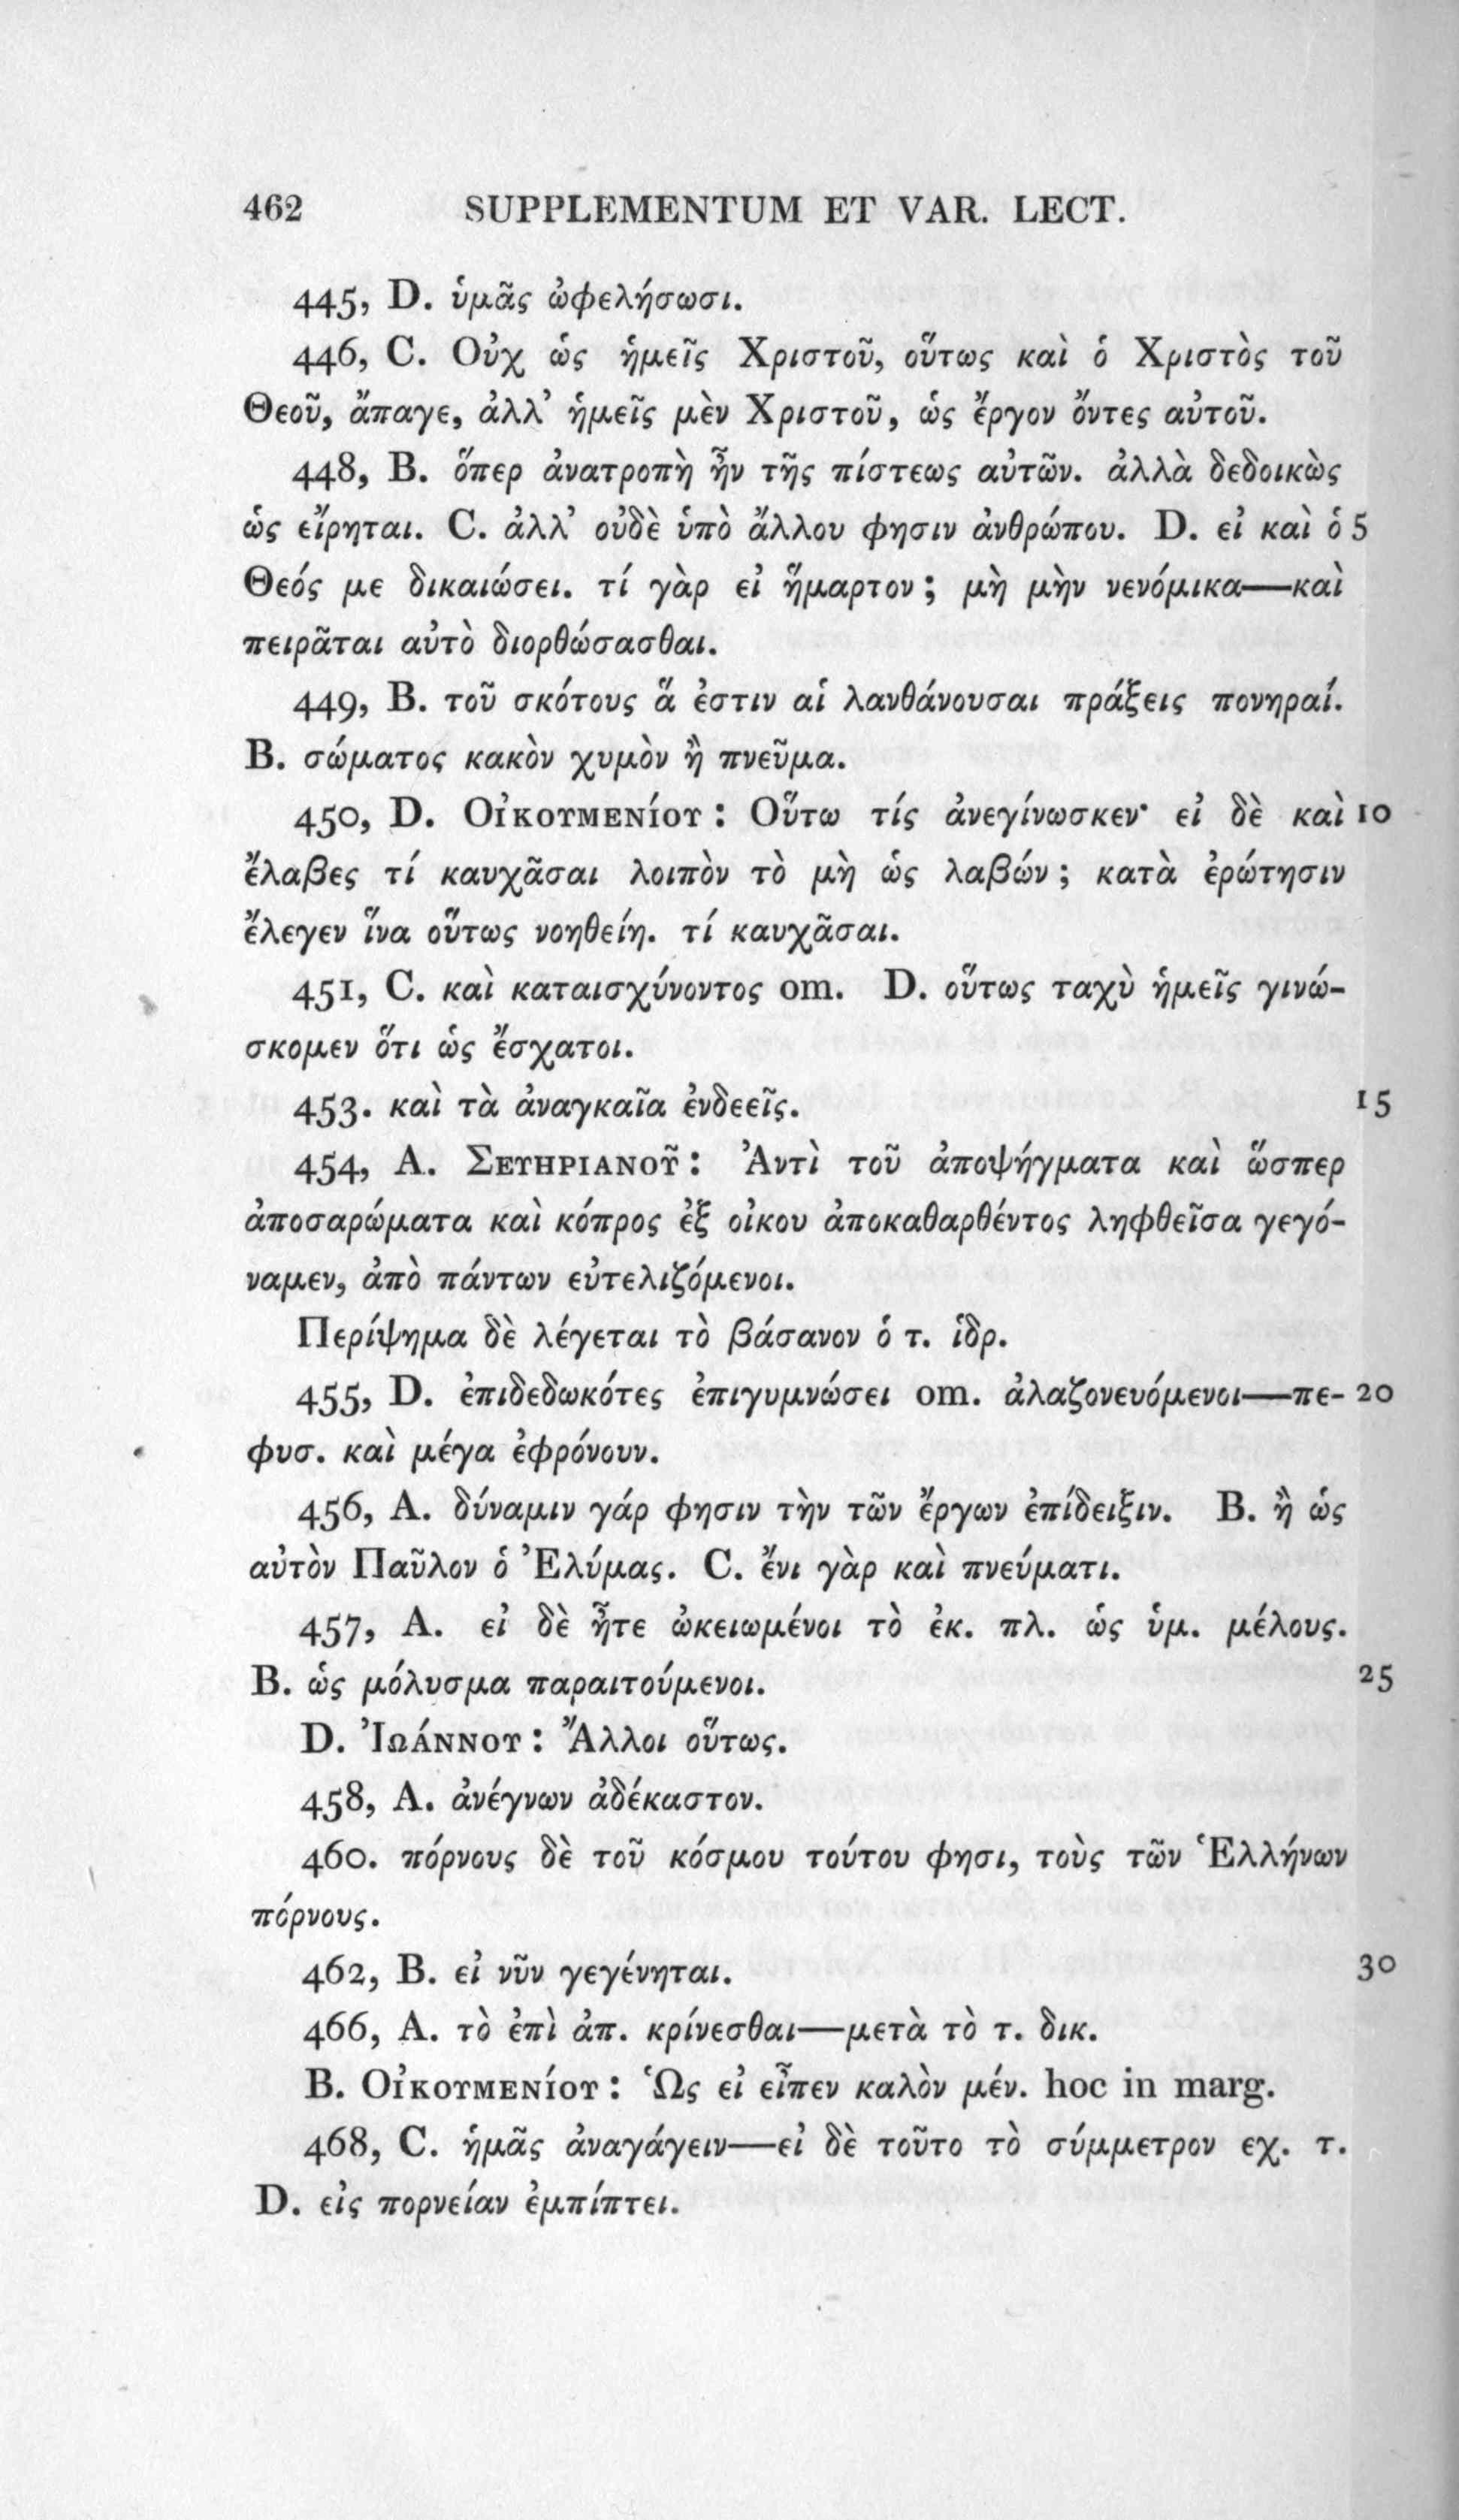 462 SUPPLEMENTUM ET VAR. LECT.
445, D. ὑμᾶς ὠφελήσωσι.
446, C. Οὐχ ὡς ἡμεῖς Χριστοῦ, οὕτως καὶ ὁ Χριστὸς τοῦ
Θεοῦ, ἄπαγε, ἀλλ’ ἡμεῖς μὲν Χριστοῦ, ὡς ἔργον ὄντες αὐτοῦ.
448, B. ὅπερ ἀνατροπὴ ἦν τῆς πίστεως αὐτῶν. ἀλλὰ δεδοικὼς
ὡς εἴρηται. C. ἀλλ’ οὐδὲ ὑπὸ ἄλλου φησιν ἀνθρώπου. D. εἰ καὶ ὁ 5
Θεός με δικαιώσει. τί γὰρ εἰ ἥμαρτον ; μὴ μὴν νενόμικα—καὶ
πειρᾶται αὐτὸ διορθώσασθαι.
449, B. τοῦ σκότους ἅ ἐστιν αἱ λανθάνουσαι πράξεις πονηραί.
B. σώματος κακὸν χυμὸν ἢ πνεῦμα.
450, D. ΟἰΚΟΥΜΕΝίΟΥ : Οὕτω τίς ἀνεγίνωσκεν· εἰ δὲ καὶ 10
ἔλαβες τί καυχᾶσαι λοιπὸν τὸ μὴ ὡς λαβών ; κατὰ ἐρώτησιν
ἔλεγεν ἵνα οὕτως νοηθείη. τί καυχᾶσαι.
451, C. καὶ καταισχύνοντος om. D. οὕτως ταχὺ ἡμεῖς γινώ-
σκομεν ὅτι ὡς ἔσχατοι.
453. καὶ τὰ ἀναγκαῖα ἐνδεεῖς. 15
454, A. ΣΕΥΗΡΙΑΝΟῦ : Ἀντὶ τοῦ ἀποψήγματα καὶ ὥσπερ
ἀποσαρώματα καὶ κόπρος ἐξ οἰκου ἀποκαθαρθέντος ληφθεῖσα γεγό-
ναμεν, ἀπὸ πάντων εὐτελιζόμενοι.
Περίψημα δὲ λέγεται τὸ βάσανον ὁ τ. ἱδρ.
455, D. ἐπιδεδωκότες ἐπιγυμνώσει om. ἀλαζονευόμενοι—πε- 20
φυσ. καὶ μέγα ἐφρόνουν.
456, A. δύναμιν γάρ φησιν τὴν τῶν ἔργων ἐπίδειξιν. B. ἢ ὡς
αὐτὸν Παῦλον ὁ Ἐλύμας. C. ἔνι γὰρ καὶ πνεύματι.
457, A. εἰ δὲ ἦτε ὠκειωμένοι τὸ ἐκ. πλ. ὡς ὑμ. μέλους.
B. ὡς μόλυσμα παραιτούμενοι. 25
D. ἸΩάΝΝΟΥ : Ἄλλοι οὕτως.
458, A. ἀνέγνων ἀδέκαστον.
460. πόρνους δὲ τοῦ κόσμου τούτου φησι, τοὺς τῶν Ἑλλήνων
πόρνους.
462, B. εἰ νῦν γεγένηται. 30
466, A. τὸ ἐπὶ ἀπ. κρίνεσθαι—μετὰ τὸ τ. δικ.
B. ΟἰΚΟΥΜΕΝίΟΥ : Ὡς εἰ εἶπεν καλὸν μέν. hoc in marg.
468, C. ἡμᾶς ἀναγάγειν—εἰ δὲ τοῦτο τὸ σύμμετρον εχ. τ.
D. εἰς πορνείαν ἐμπίπτει.